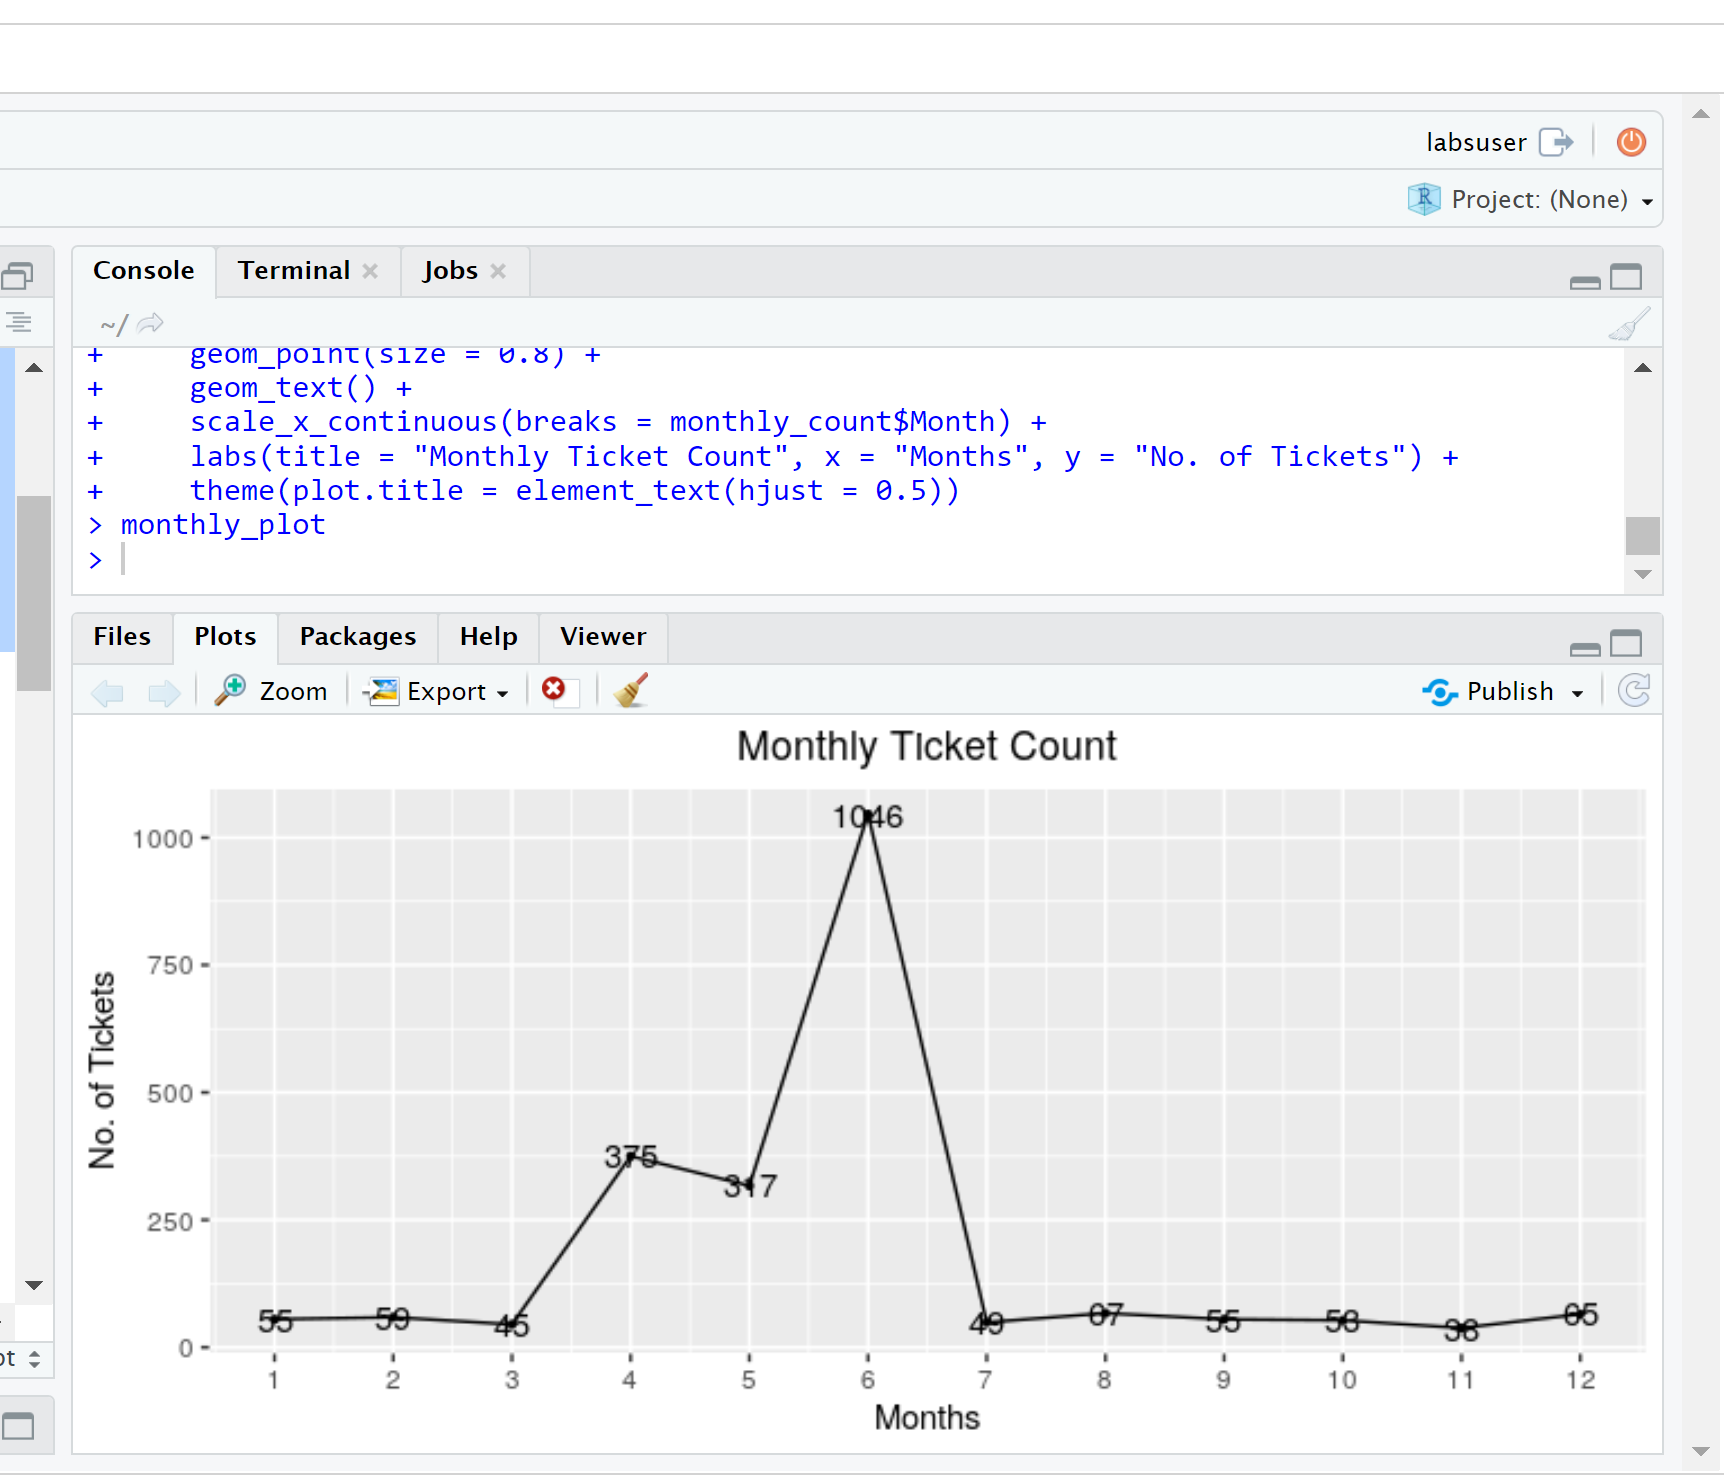 labsuser
Project: (None)
Console Terminal Jobs
~/
+ geom_point(size = 0.8) +
+ geom_text() +
+ scale_x_continuous(breaks = monthly_count$Month) +
+ labs(title = "Monthly Ticket Count", x = "Months", y = "No. of Tickets") +
+ theme(plot.title = element_text(hjust = 0.5))
> monthly_plot
>
Files Plots Packages Help Viewer
Zoom Export Publish
Monthly Ticket Count
No. of Tickets
1000
750
500
250
0
1046
375
317
55 59 45 49 67 55 53 38 65
1 2 3 4 5 6 7 8 9 10 11 12
Months